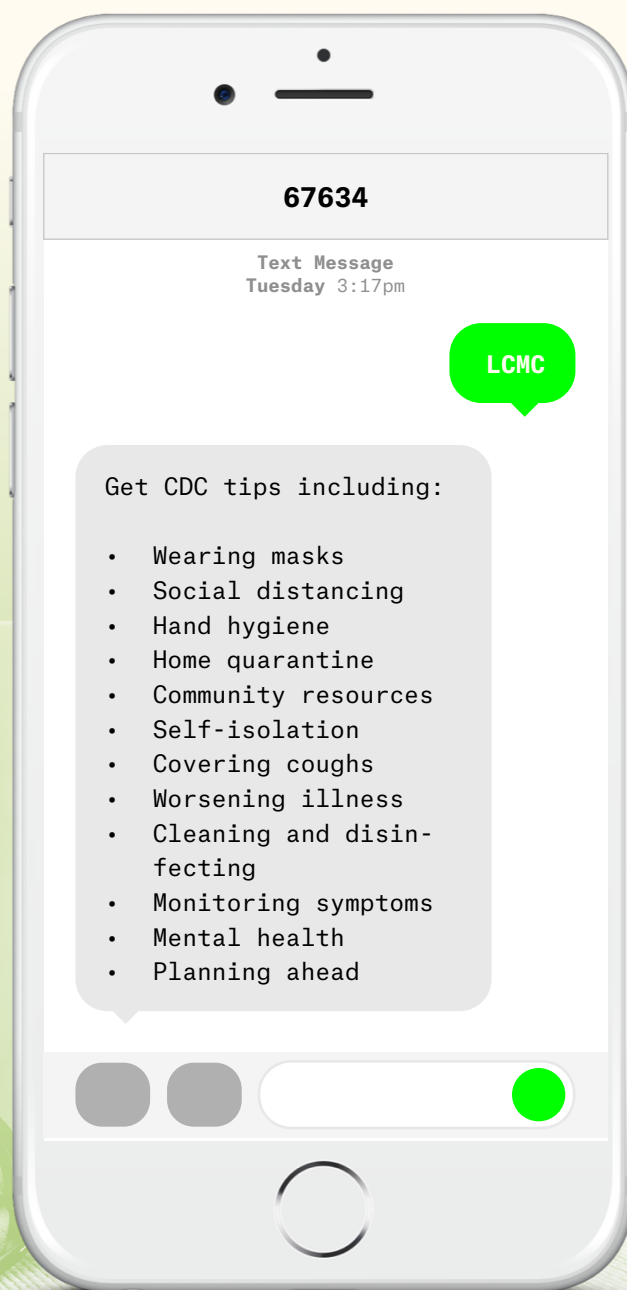 67634
Text Message
Tuesday 3:17pm
LCMC
Get CDC tips including:
• Wearing masks
• Social distancing
• Hand hygiene
• Home quarantine
• Community resources
• Self-isolation
• Covering coughs
• Worsening illness
• Cleaning and disin-
fecting
• Monitoring symptoms
• Mental health
• Planning ahead